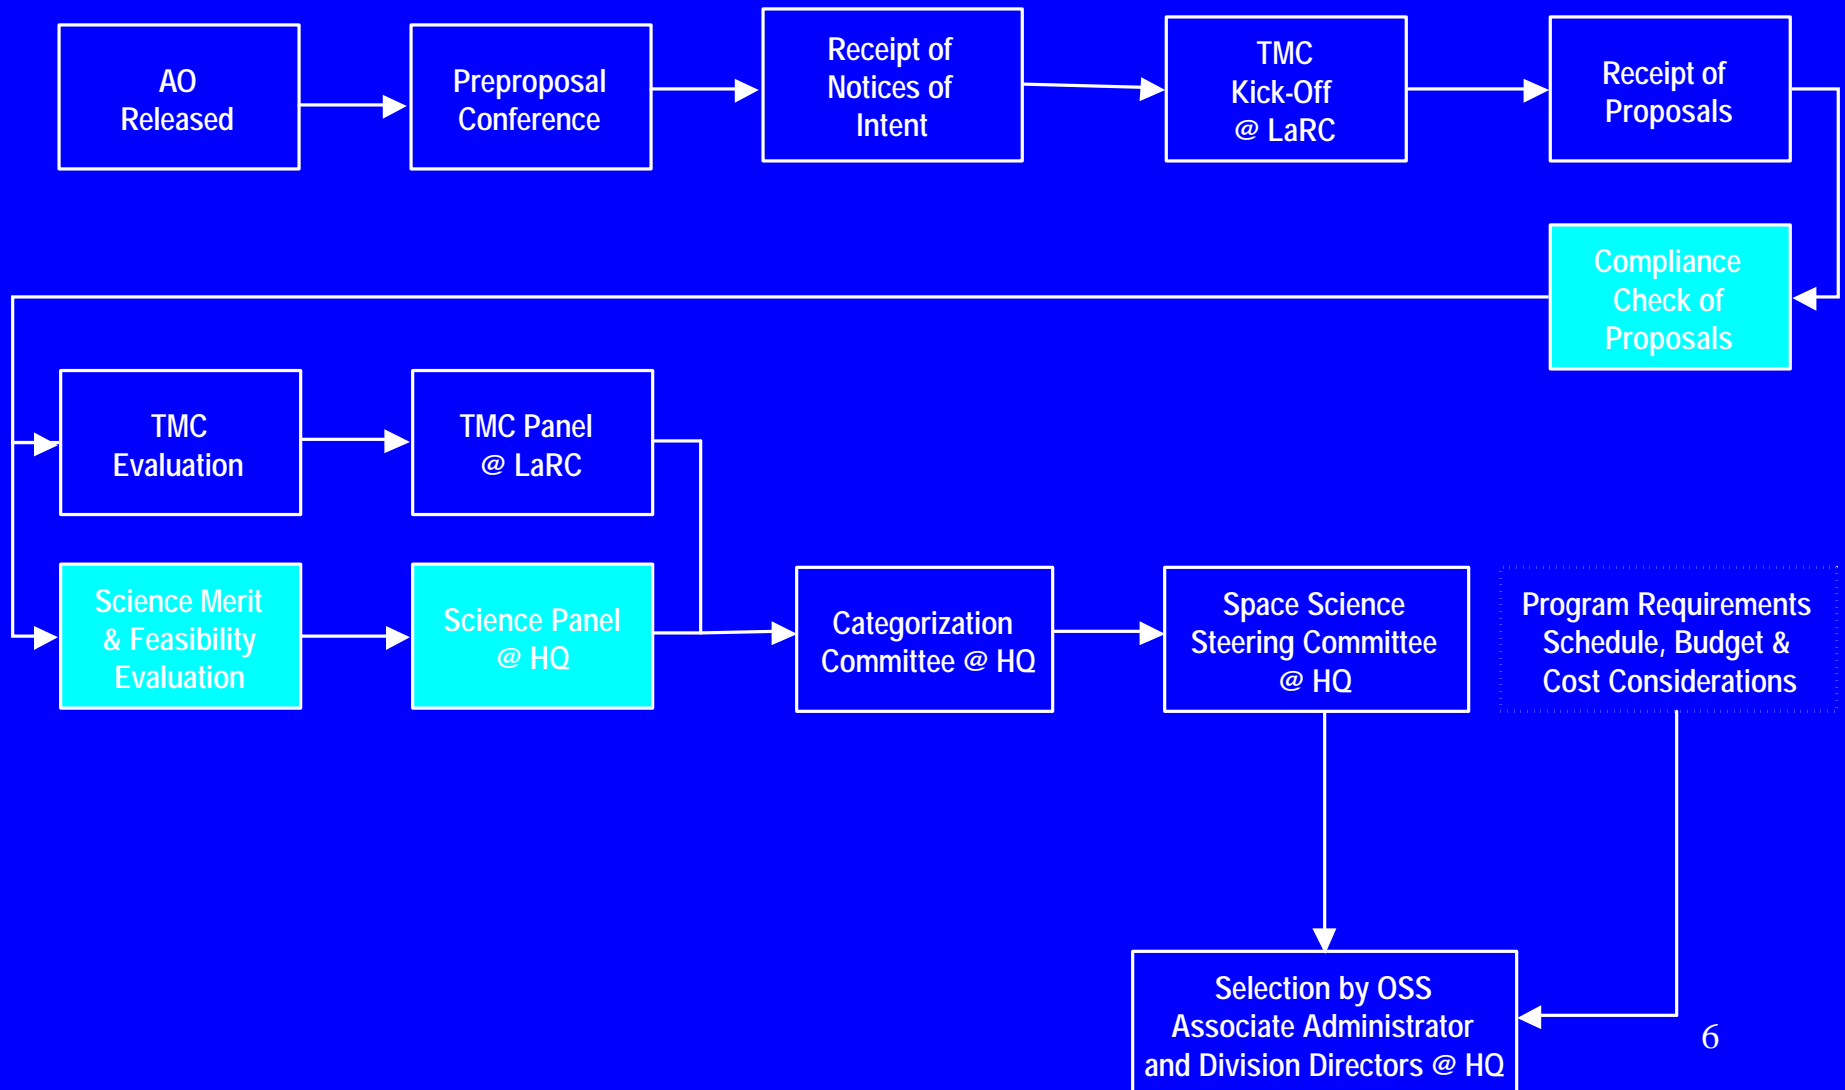 AO
Released
Preproposal
Conference
Receipt of
Notices of
Intent
TMC
Kick-Off
@ LaRC
Receipt of
Proposals
Compliance
Check of
Proposals
TMC
Evaluation
TMC Panel
@ LaRC
Science Merit
& Feasibility
Evaluation
Science Panel
@ HQ
Categorization
Committee @ HQ
Space Science
Steering Committee
@ HQ
Program Requirements
Schedule, Budget &
Cost Considerations
Selection by OSS
Associate Administrator
and Division Directors @ HQ
6